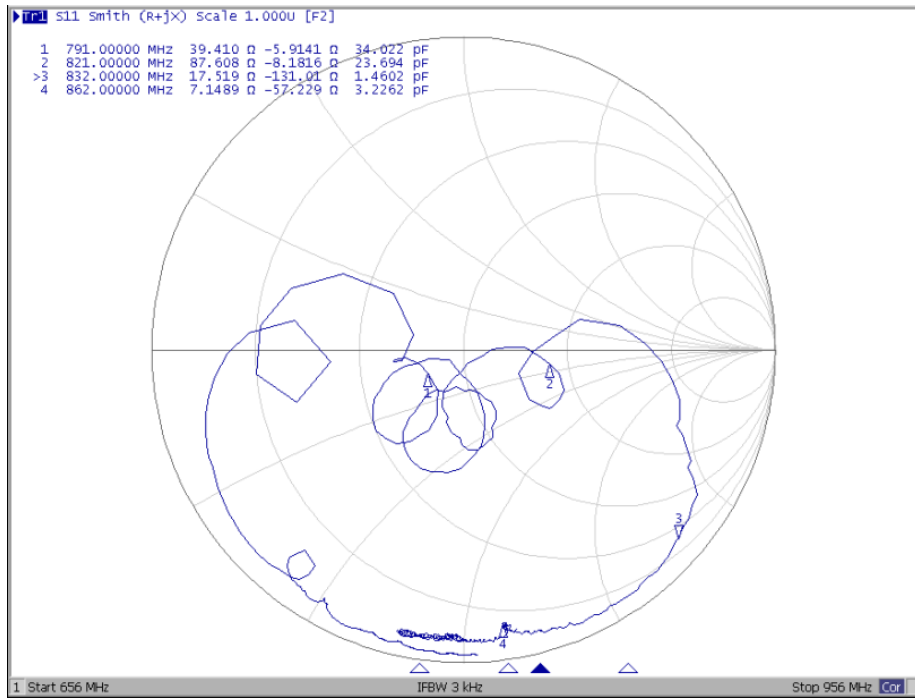 Tr1 S11 Smith (R+jX) Scale 1.000U [F2]
1 791.00000 MHz 39.410 Ω -5.9141 Ω 34.022 pF
2 821.00000 MHz 87.608 Ω -8.1816 Ω 23.694 pF
>3 832.00000 MHz 17.519 Ω -131.01 Ω 1.4602 pF
4 862.00000 MHz 7.1489 Ω -57.229 Ω 3.2262 pF
1
2
3
4
1 Start 656 MHz IFBW 3 kHz Stop 956 MHz Cor